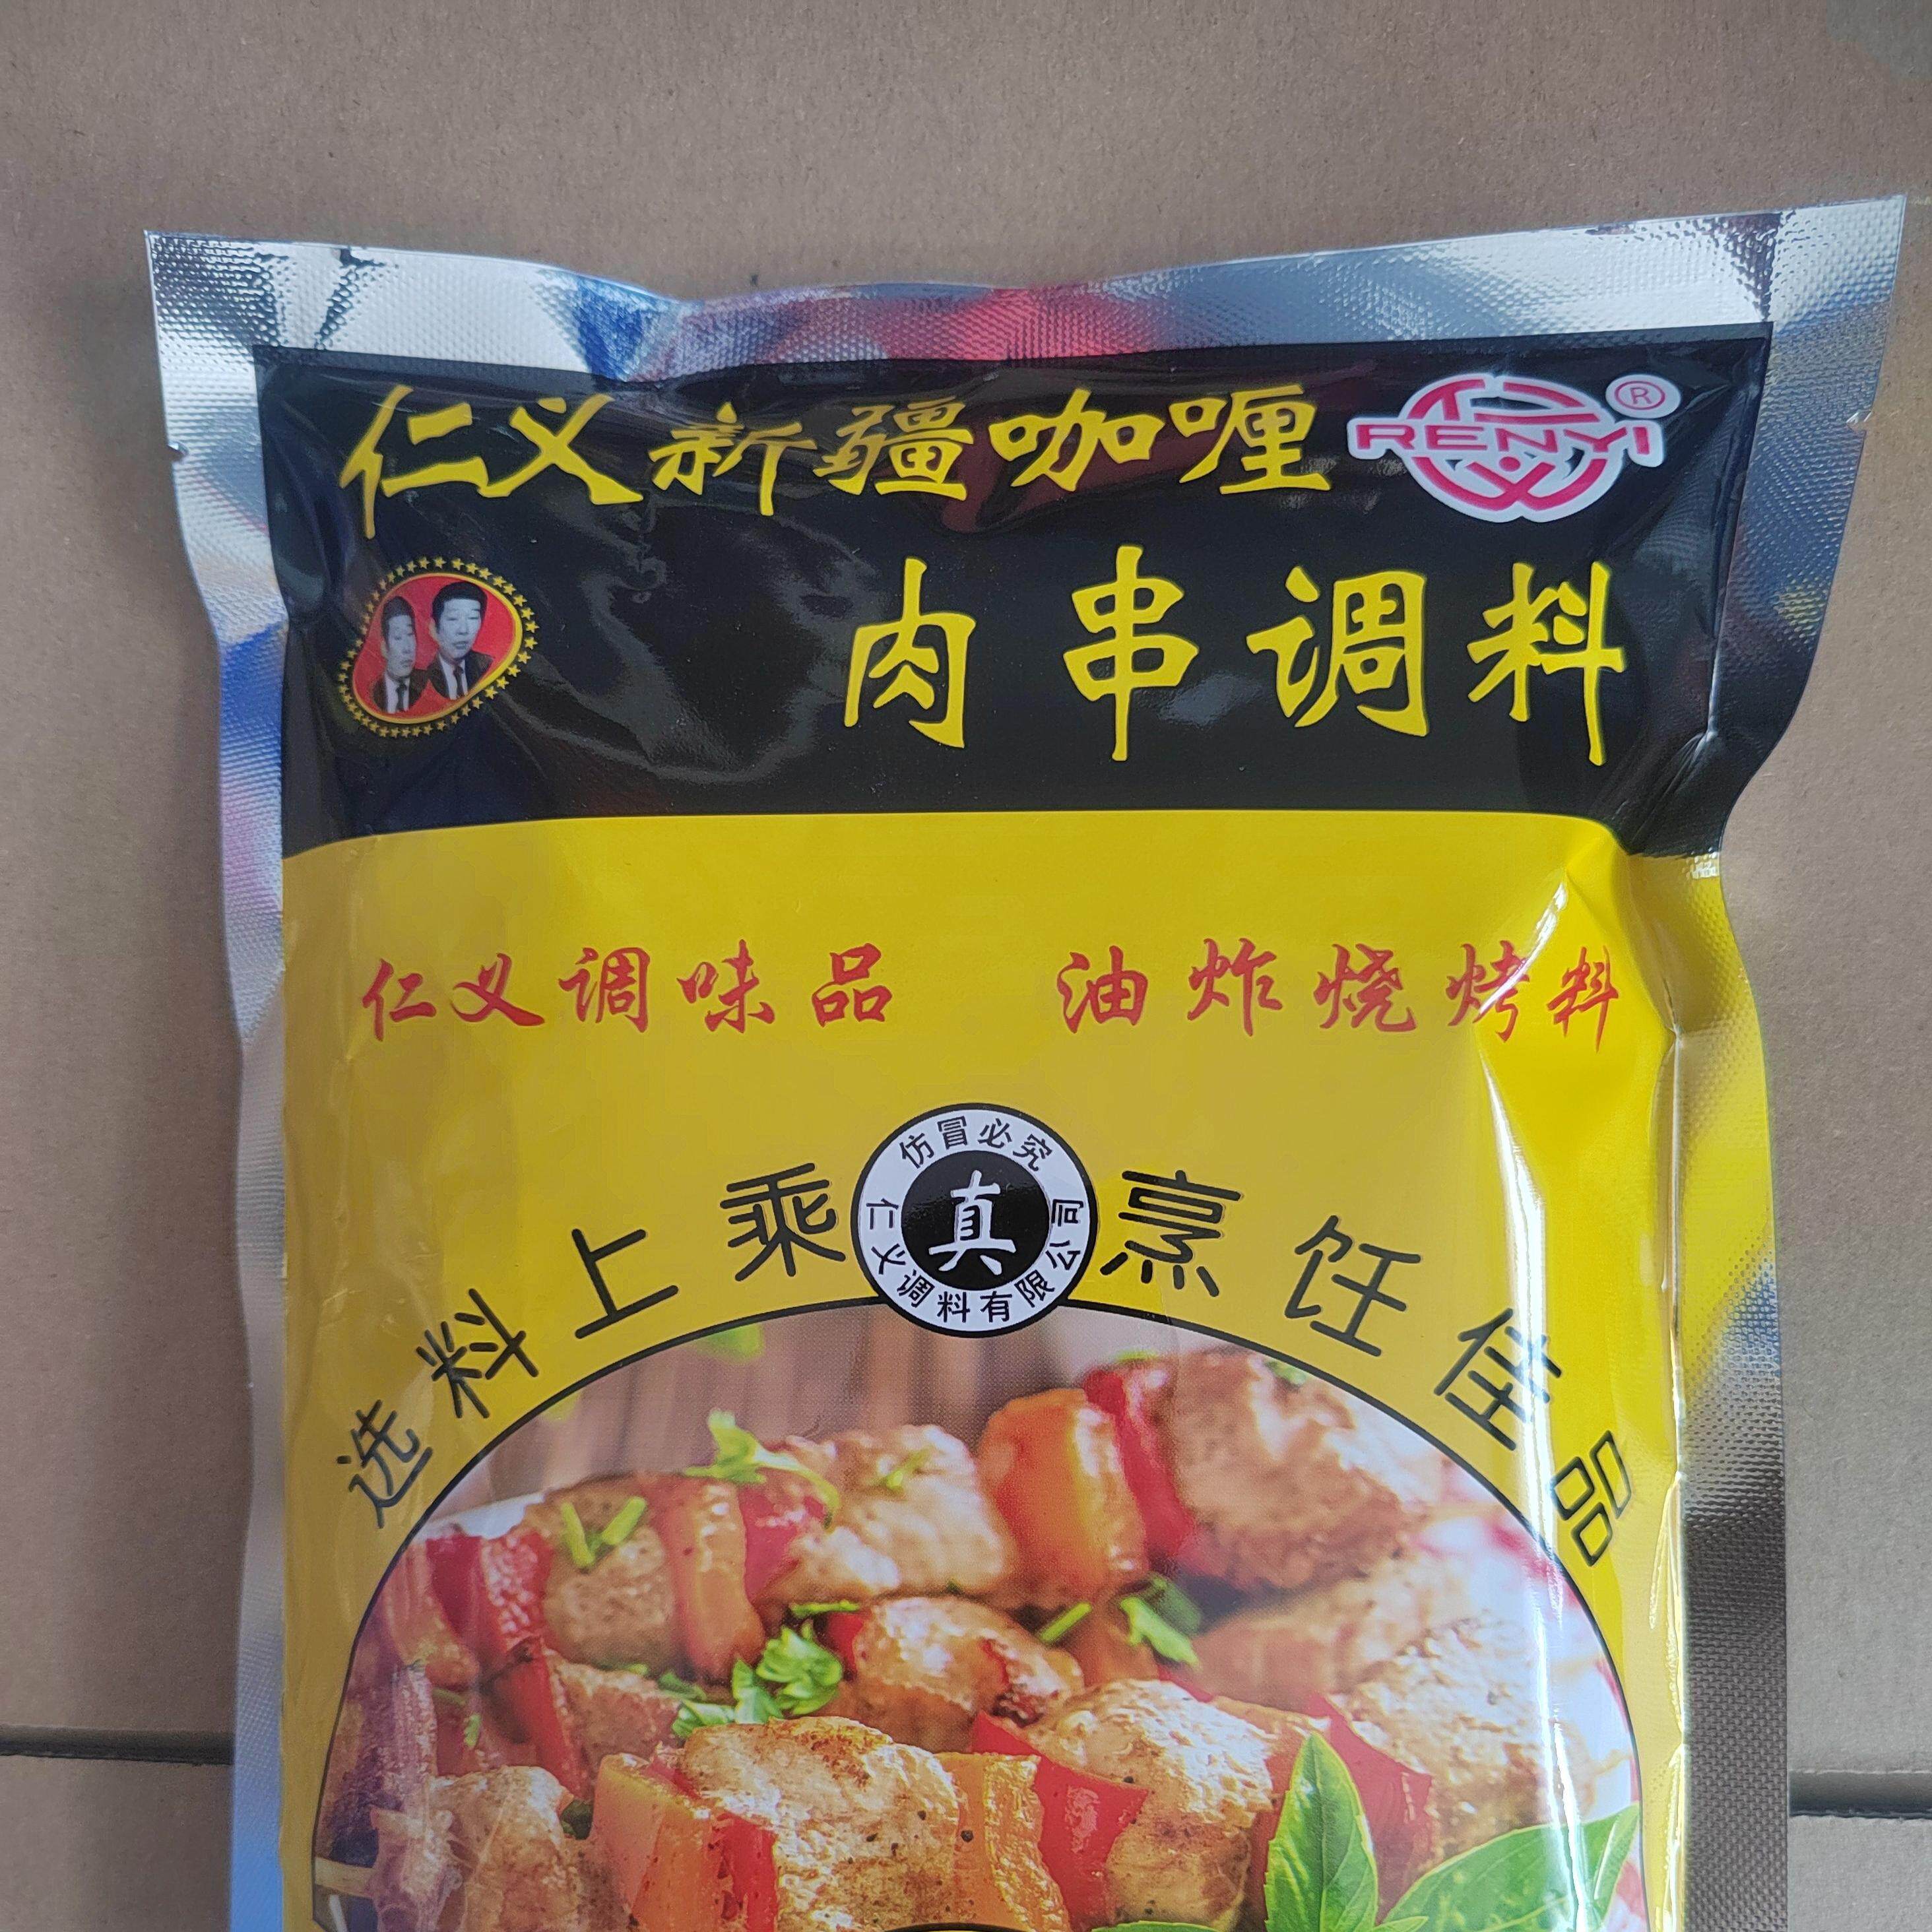 仁义新疆咖喱
RENYI®
肉串调料
仁义调味品 油炸烧烤料
选料上乘 烹饪佳品
仿冒必究
真
仁义调料有限公司